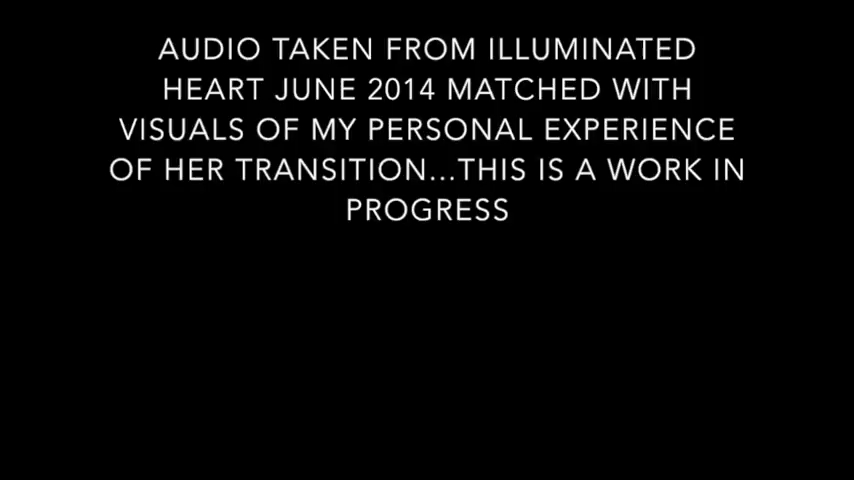 AUDIO TAKEN FROM ILLUMINATED
HEART JUNE 2014 MATCHED WITH
VISUALS OF MY PERSONAL EXPERIENCE
OF HER TRANSITION...THIS IS A WORK IN
PROGRESS